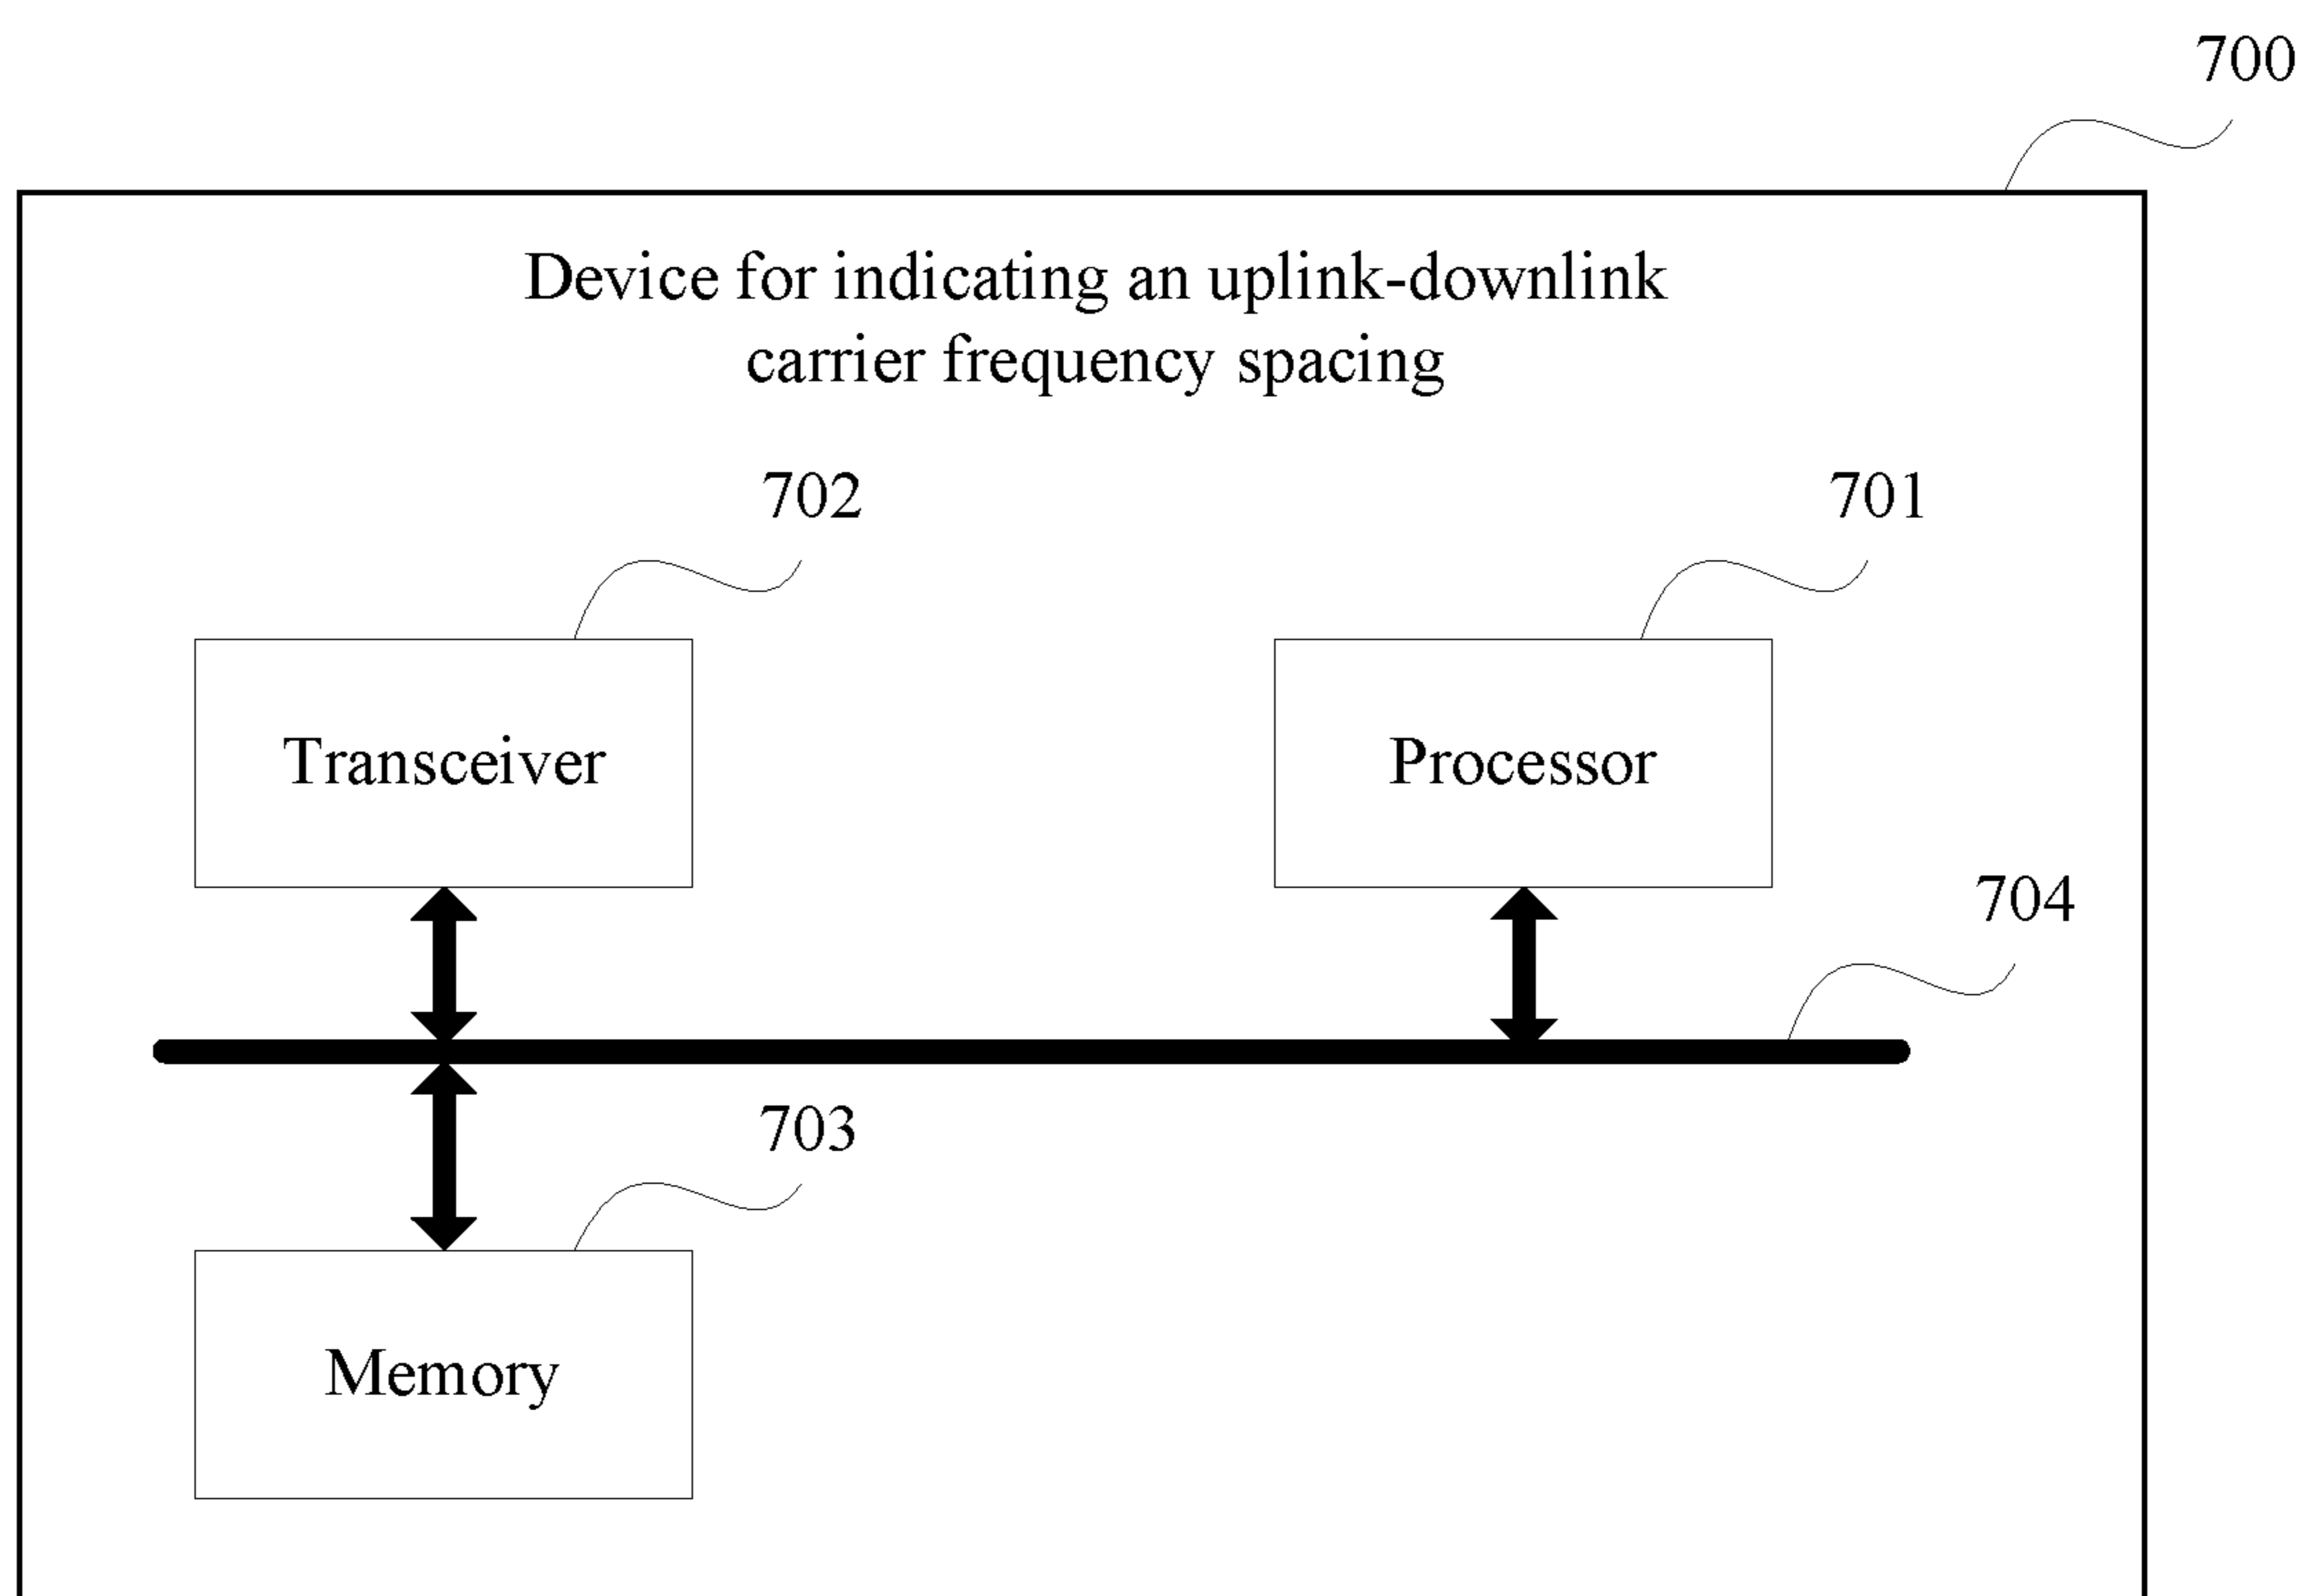 700
Device for indicating an uplink-downlink
carrier frequency spacing
702
701
Transceiver
Processor
704
703
Memory